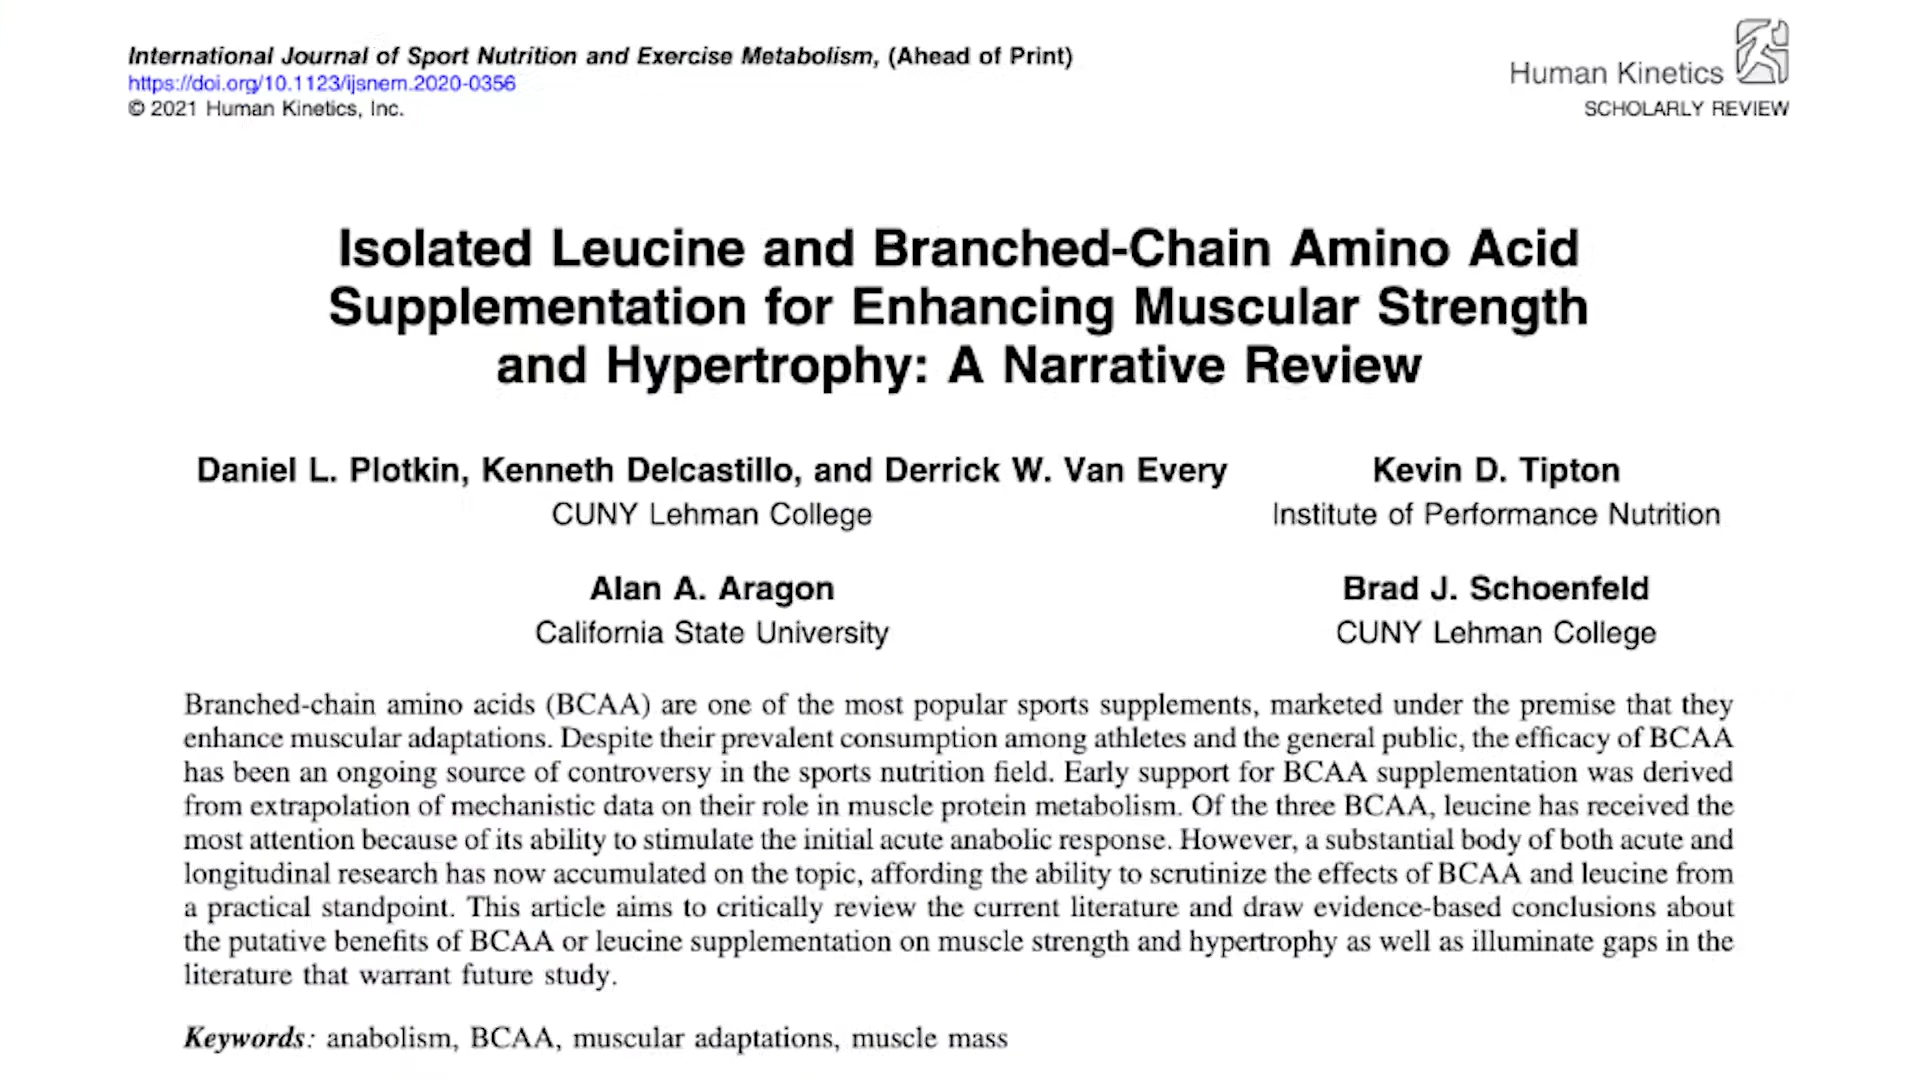 International Journal of Sport Nutrition and Exercise Metabolism, (Ahead of Print)
https://doi.org/10.1123/ijsnem.2020-0356
© 2021 Human Kinetics, Inc.
Human Kinetics
SCHOLARLY REVIEW
Isolated Leucine and Branched-Chain Amino Acid
Supplementation for Enhancing Muscular Strength
and Hypertrophy: A Narrative Review
Daniel L. Plotkin, Kenneth Delcastillo, and Derrick W. Van Every
CUNY Lehman College
Kevin D. Tipton
Institute of Performance Nutrition
Alan A. Aragon
California State University
Brad J. Schoenfeld
CUNY Lehman College
Branched-chain amino acids (BCAA) are one of the most popular sports supplements, marketed under the premise that they
enhance muscular adaptations. Despite their prevalent consumption among athletes and the general public, the efficacy of BCAA
has been an ongoing source of controversy in the sports nutrition field. Early support for BCAA supplementation was derived
from extrapolation of mechanistic data on their role in muscle protein metabolism. Of the three BCAA, leucine has received the
most attention because of its ability to stimulate the initial acute anabolic response. However, a substantial body of both acute and
longitudinal research has now accumulated on the topic, affording the ability to scrutinize the effects of BCAA and leucine from
a practical standpoint. This article aims to critically review the current literature and draw evidence-based conclusions about
the putative benefits of BCAA or leucine supplementation on muscle strength and hypertrophy as well as illuminate gaps in the
literature that warrant future study.
Keywords: anabolism, BCAA, muscular adaptations, muscle mass